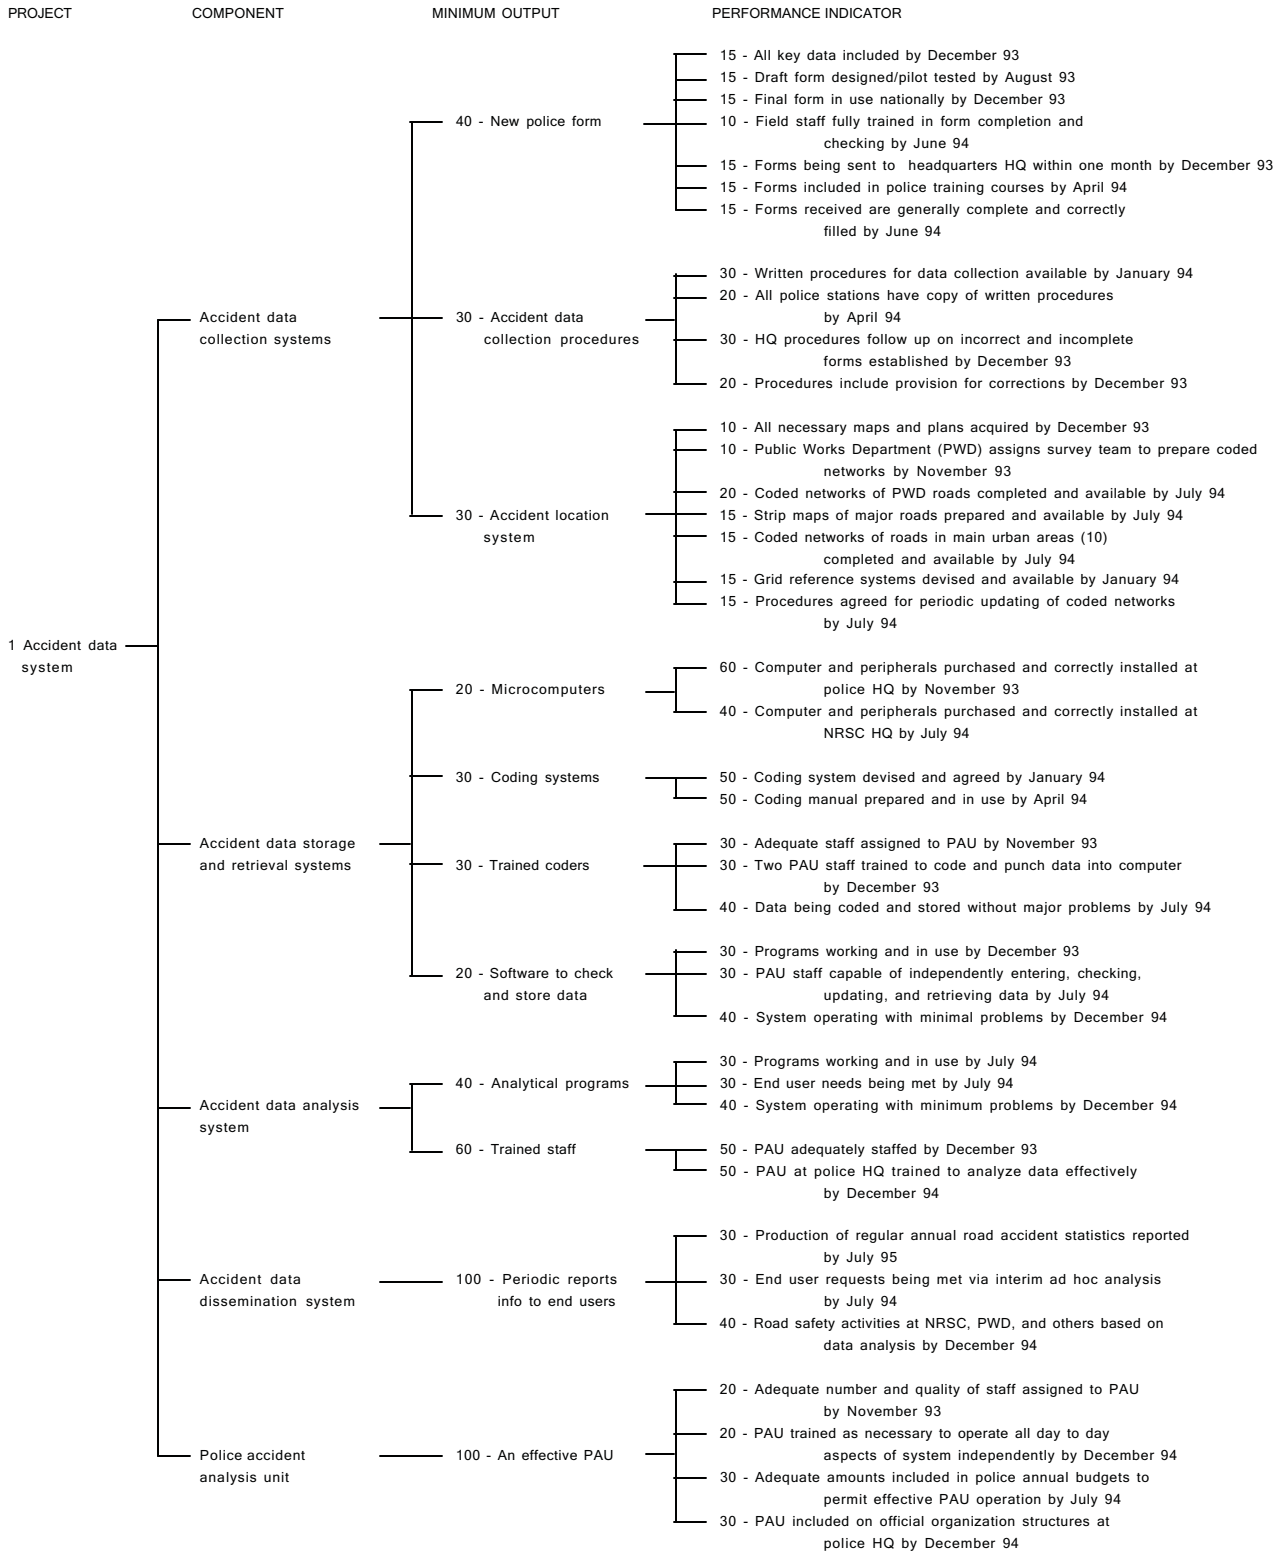 PROJECT COMPONENT MINIMUM OUTPUT PERFORMANCE INDICATOR
15 - All key data included by December 93
15 - Draft form designed/pilot tested by August 93
15 - Final form in use nationally by December 93
40 - New police form
10 - Field staff fully trained in form completion and
checking by June 94
15 - Forms being sent to headquarters HQ within one month by December 93
15 - Forms included in police training courses by April 94
15 - Forms received are generally complete and correctly
filled by June 94
30 - Written procedures for data collection available by January 94
20 - All police stations have copy of written procedures
by April 94
Accident data
collection systems
30 - Accident data
collection procedures
30 - HQ procedures follow up on incorrect and incomplete
forms established by December 93
20 - Procedures include provision for corrections by December 93
10 - All necessary maps and plans acquired by December 93
10 - Public Works Department (PWD) assigns survey team to prepare coded
networks by November 93
20 - Coded networks of PWD roads completed and available by July 94
30 - Accident location
system
15 - Strip maps of major roads prepared and available by July 94
15 - Coded networks of roads in main urban areas (10)
completed and available by July 94
15 - Grid reference systems devised and available by January 94
15 - Procedures agreed for periodic updating of coded networks
by July 94
1 Accident data
system
60 - Computer and peripherals purchased and correctly installed at
police HQ by November 93
20 - Microcomputers
40 - Computer and peripherals purchased and correctly installed at
NRSC HQ by July 94
30 - Coding systems
50 - Coding system devised and agreed by January 94
50 - Coding manual prepared and in use by April 94
Accident data storage
and retrieval systems
30 - Adequate staff assigned to PAU by November 93
30 - Trained coders
30 - Two PAU staff trained to code and punch data into computer
by December 93
40 - Data being coded and stored without major problems by July 94
30 - Programs working and in use by December 93
20 - Software to check
and store data
30 - PAU staff capable of independently entering, checking,
updating, and retrieving data by July 94
40 - System operating with minimal problems by December 94
30 - Programs working and in use by July 94
40 - Analytical programs
30 - End user needs being met by July 94
Accident data analysis
system
40 - System operating with minimum problems by December 94
60 - Trained staff
50 - PAU adequately staffed by December 93
50 - PAU at police HQ trained to analyze data effectively
by December 94
30 - Production of regular annual road accident statistics reported
by July 95
Accident data
dissemination system
100 - Periodic reports
info to end users
30 - End user requests being met via interim ad hoc analysis
by July 94
40 - Road safety activities at NRSC, PWD, and others based on
data analysis by December 94
20 - Adequate number and quality of staff assigned to PAU
by November 93
20 - PAU trained as necessary to operate all day to day
aspects of system independently by December 94
Police accident
analysis unit
100 - An effective PAU
30 - Adequate amounts included in police annual budgets to
permit effective PAU operation by July 94
30 - PAU included on official organization structures at
police HQ by December 94